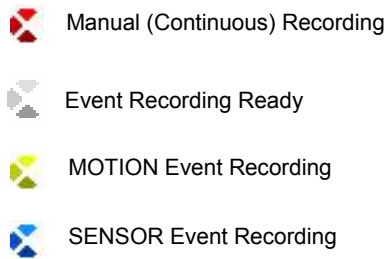 Manual (Continuous) Recording
Event Recording Ready
MOTION Event Recording
SENSOR Event Recording